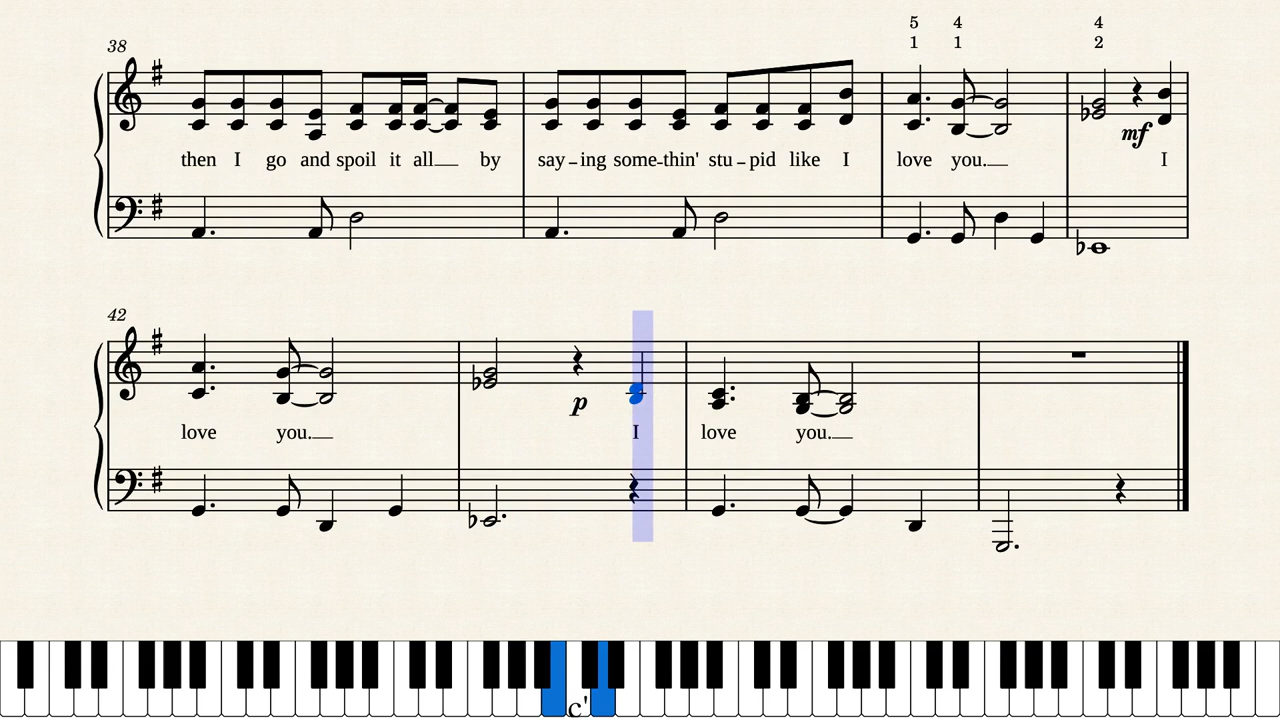 5 4 4
1 1 2
38
mf
then I go and spoil it all by say - ing some - thin' stu - pid like I love you. I
42
p
love you. I love you.
c'